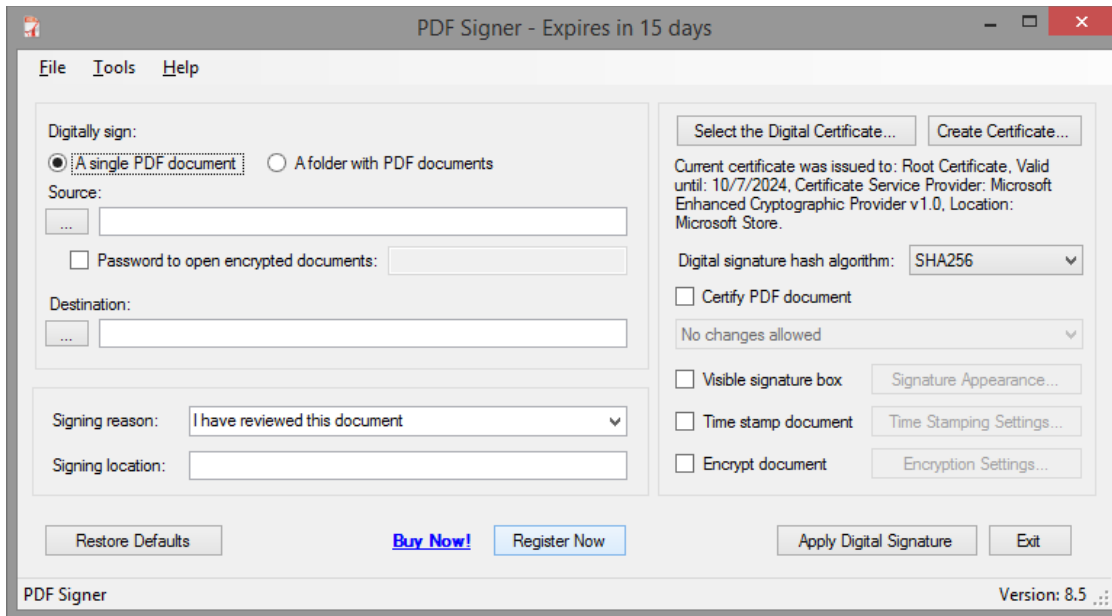 PDF Signer - Expires in 15 days
File Tools Help
Digitally sign:
A single PDF document A folder with PDF documents
Source:
...
Password to open encrypted documents:
Destination:
...
Signing reason: I have reviewed this document
Signing location:
Select the Digital Certificate... Create Certificate...
Current certificate was issued to: Root Certificate, Valid
until: 10/7/2024, Certificate Service Provider: Microsoft
Enhanced Cryptographic Provider v1.0, Location:
Microsoft Store.
Digital signature hash algorithm: SHA256
Certify PDF document
No changes allowed
Visible signature box Signature Appearance...
Time stamp document Time Stamping Settings...
Encrypt document Encryption Settings...
Restore Defaults Buy Now! Register Now Apply Digital Signature Exit
PDF Signer Version: 8.5